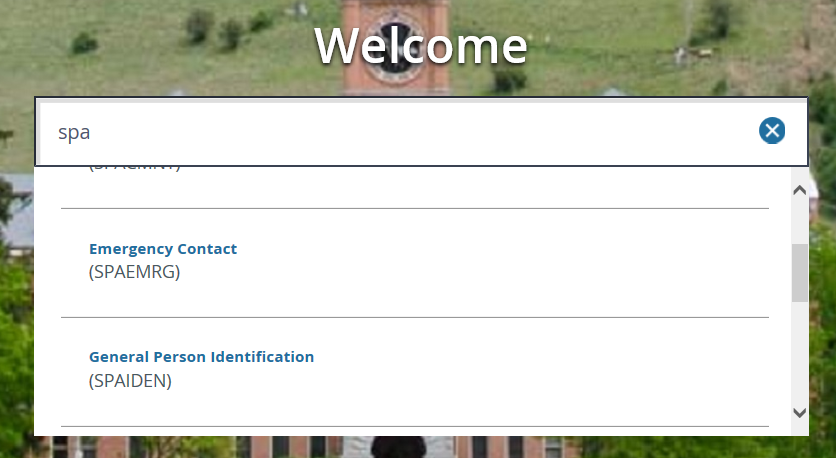 Welcome
spa
Emergency Contact
(SPAEMRG)
General Person Identification
(SPAIDEN)